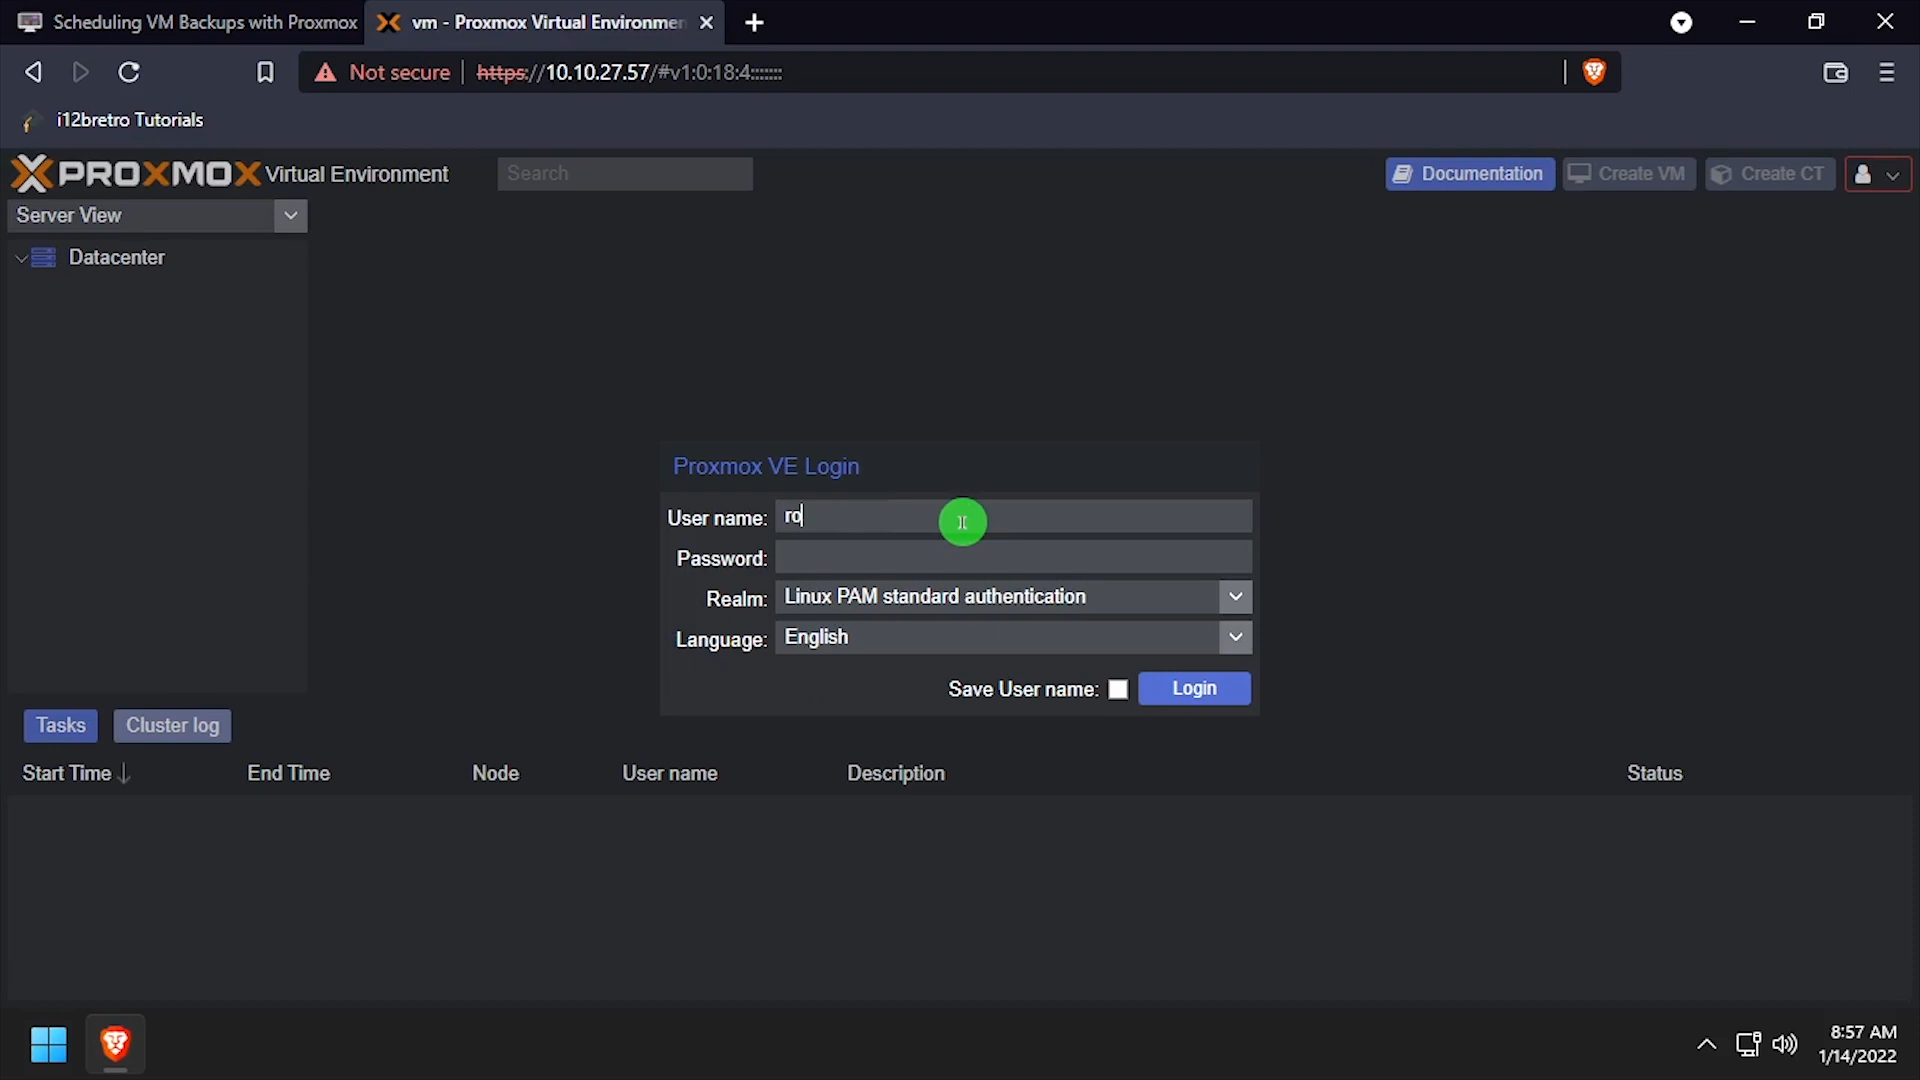 Scheduling VM Backups with Proxmox
vm - Proxmox Virtual Environmen
Not secure
https://10.10.27.57/#v1:0:18:4:::::::
i12bretro Tutorials
PROXMOX Virtual Environment
Search
Documentation
Create VM
Create CT
Server View
Datacenter
Proxmox VE Login
User name: ro
Password:
Realm: Linux PAM standard authentication
Language: English
Save User name:
Login
Tasks
Cluster log
Start Time
End Time
Node
User name
Description
Status
8:57 AM
1/14/2022